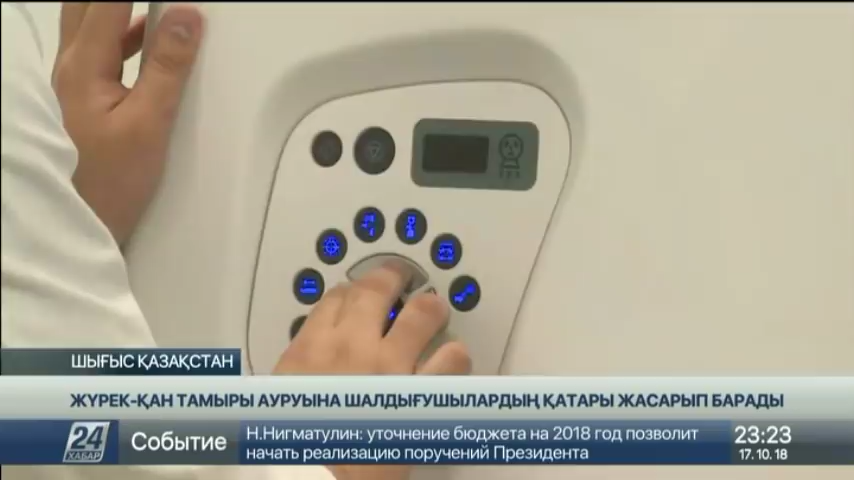 ШЫҒЫС ҚАЗАҚСТАН
ЖҮРЕК-ҚАН ТАМЫРЫ АУРУЫНА ШАЛДЫҒУШЫЛАРДЫҢ ҚАТАРЫ ЖАСАРЫП БАРАДЫ
24
ХАБАР
Событие
Н.Нигматулин: уточнение бюджета на 2018 год позволит
начать реализацию поручений Президента
23:23
17.10.18